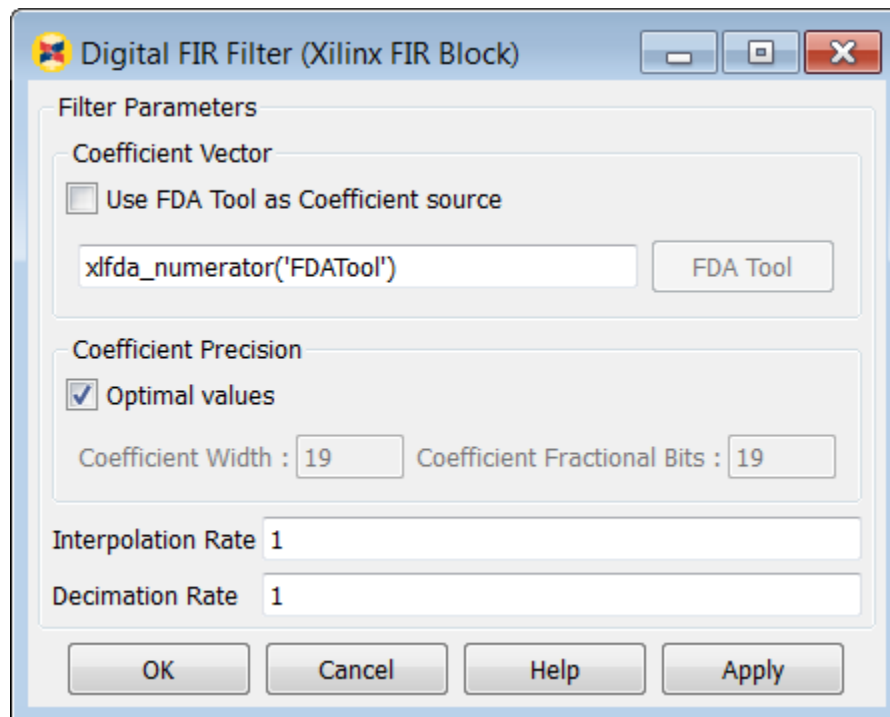 Digital FIR Filter (Xilinx FIR Block)
Filter Parameters
Coefficient Vector
Use FDA Tool as Coefficient source
xlfda_numerator('FDATool') FDA Tool
Coefficient Precision
Optimal values
Coefficient Width : 19 Coefficient Fractional Bits : 19
Interpolation Rate 1
Decimation Rate 1
OK Cancel Help Apply